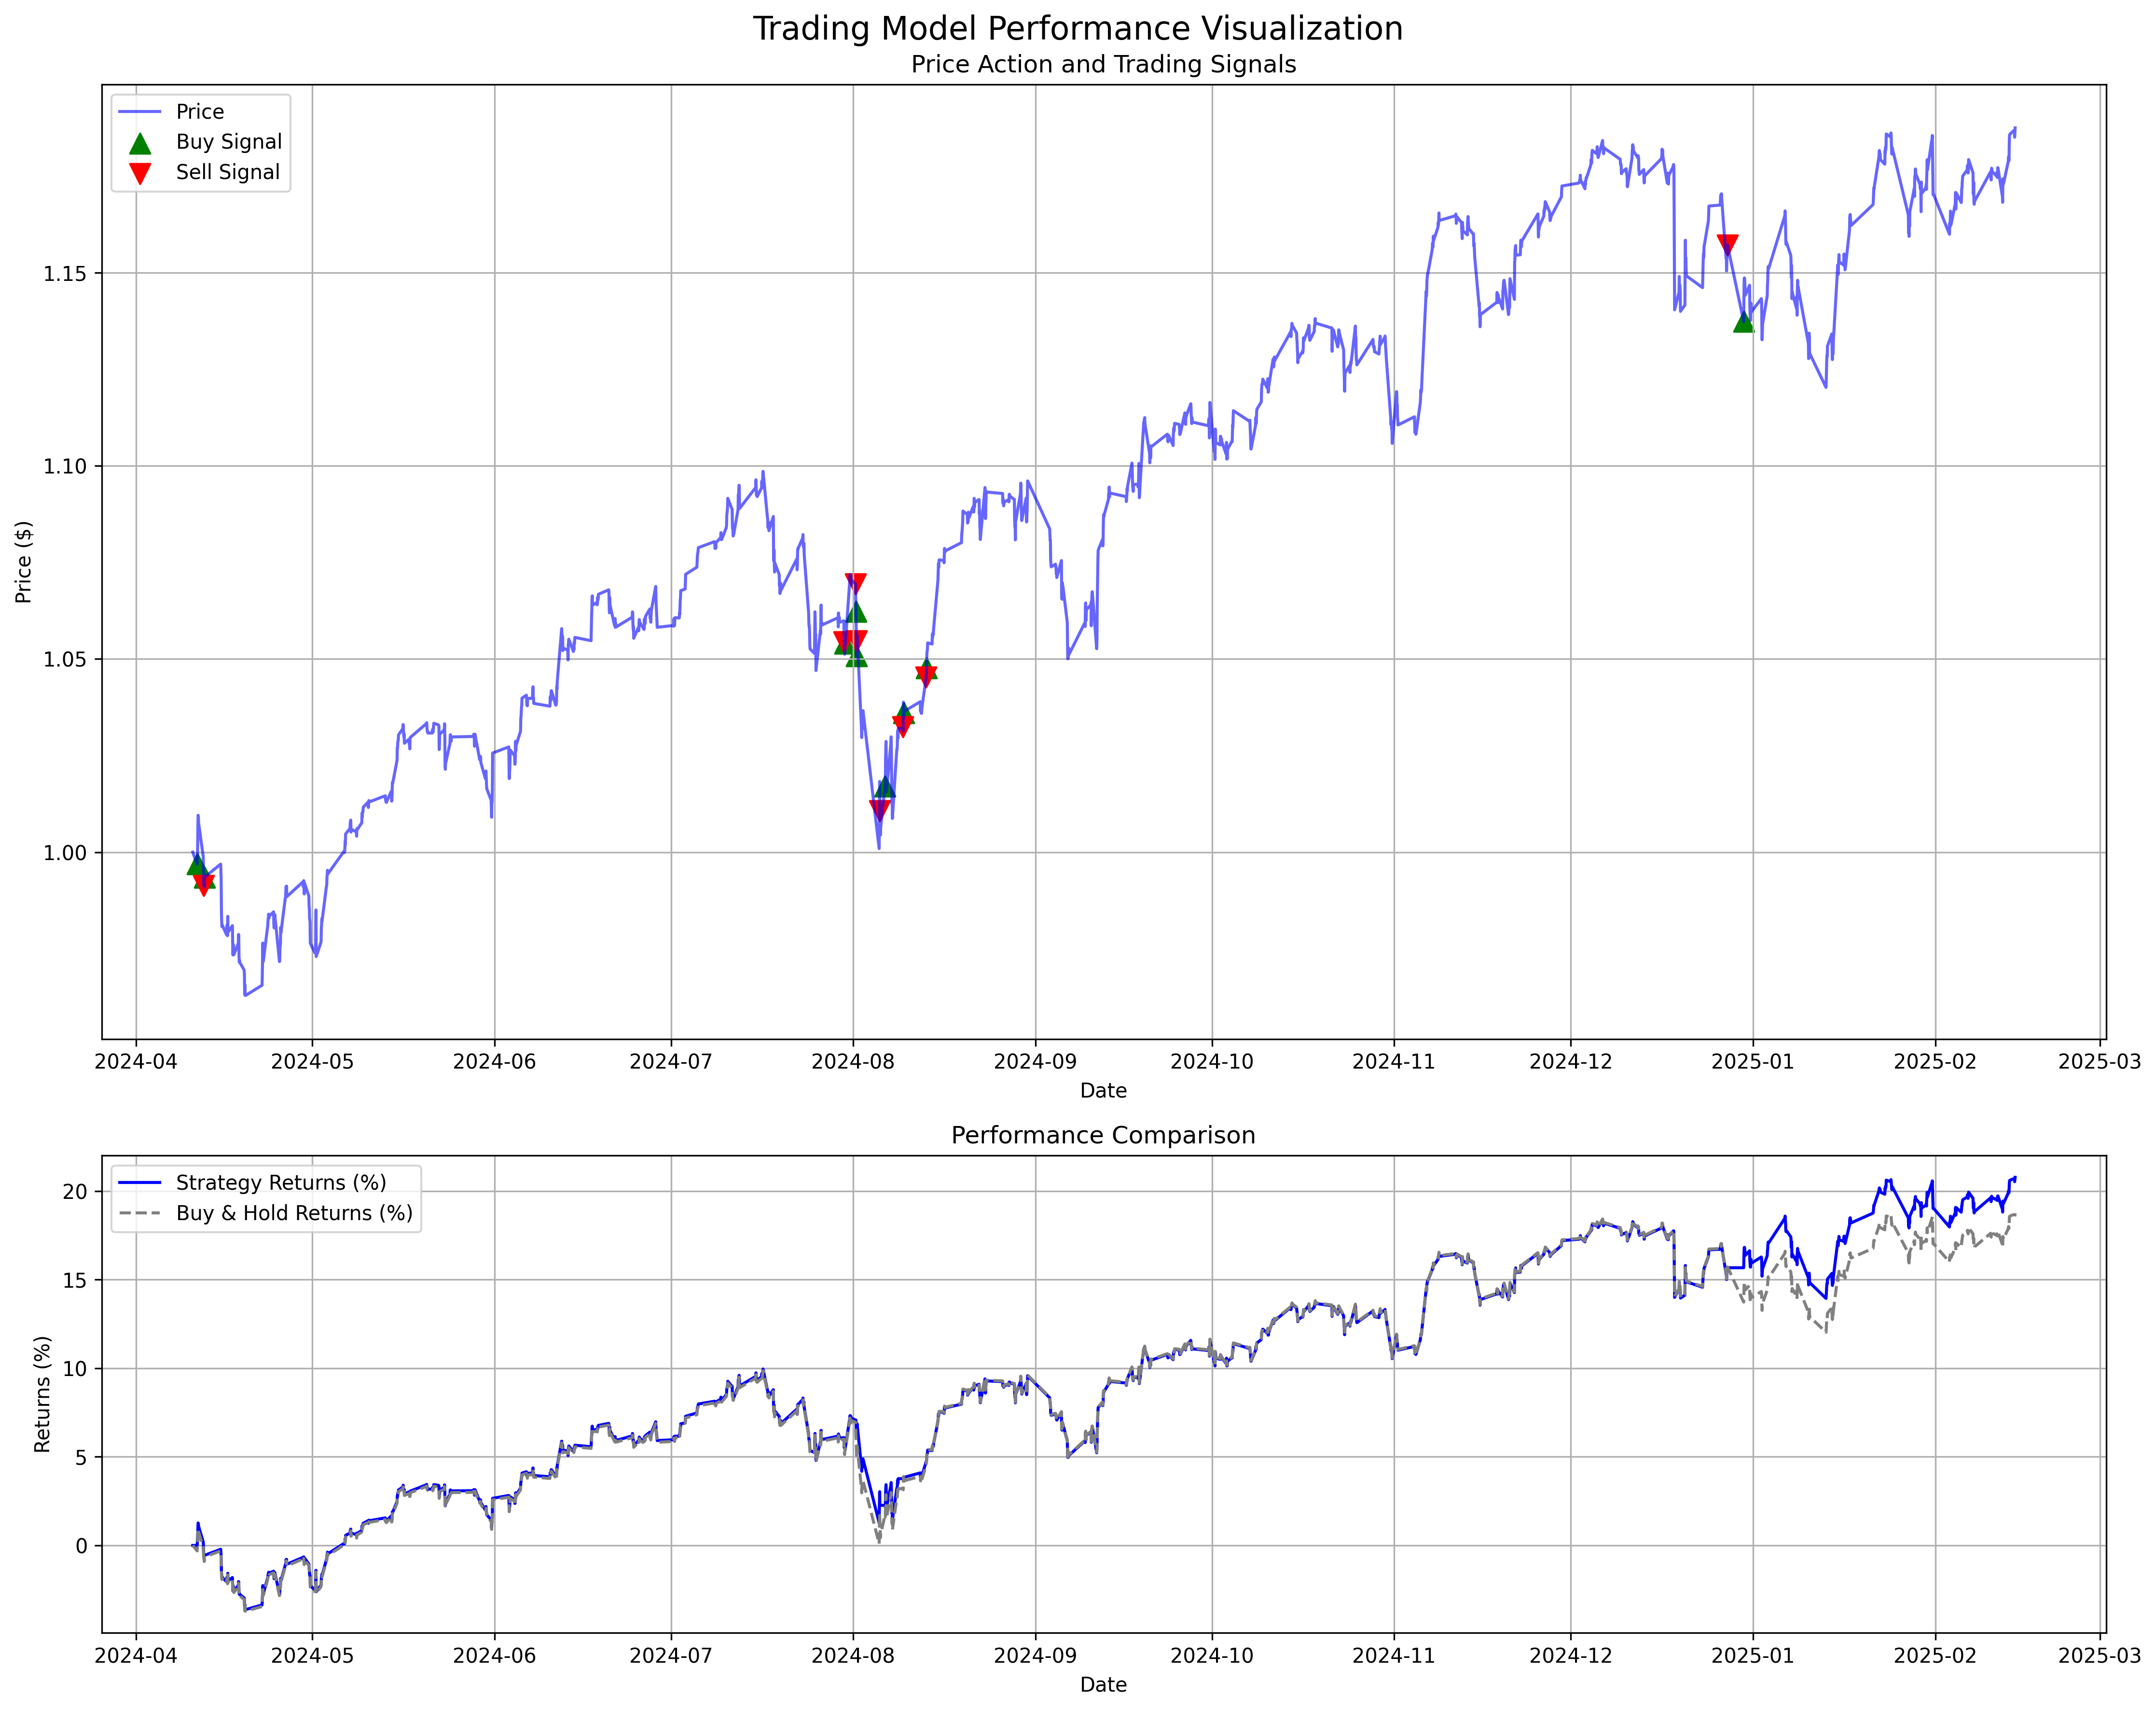 Trading Model Performance Visualization
Price Action and Trading Signals
Price
Buy Signal
Sell Signal
Price ($)
1.15
1.10
1.05
1.00
2024-04 2024-05 2024-06 2024-07 2024-08 2024-09 2024-10 2024-11 2024-12 2025-01 2025-02 2025-03
Date
Performance Comparison
Strategy Returns (%)
Buy & Hold Returns (%)
Returns (%)
20
15
10
5
0
2024-04 2024-05 2024-06 2024-07 2024-08 2024-09 2024-10 2024-11 2024-12 2025-01 2025-02 2025-03
Date